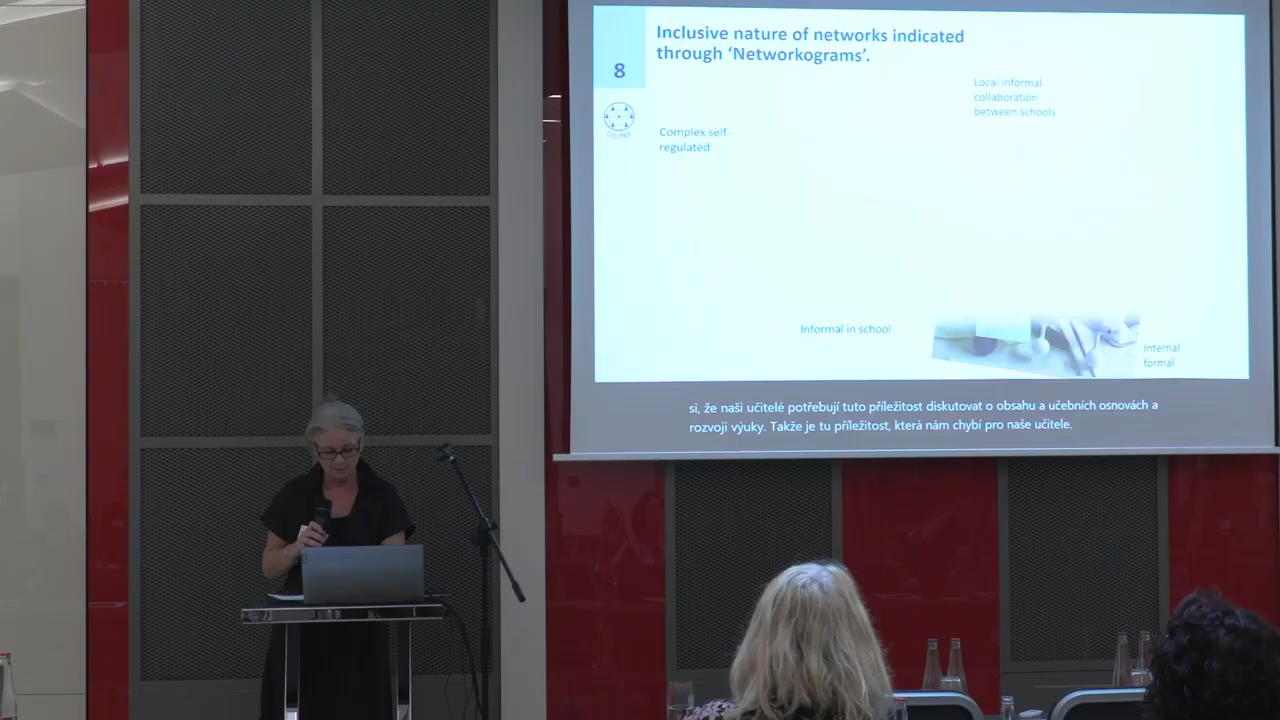 Inclusive nature of networks indicated
through ‘Networkograms’.
8
Local informal
collaboration
between schools
Complex self-
regulated
Informal in school
Internal
formal
si, že naši učitelé potřebují tuto příležitost diskutovat o obsahu a učebních osnovách a
rozvoji výuky. Takže je tu příležitost, která nám chybí pro naše učitele.